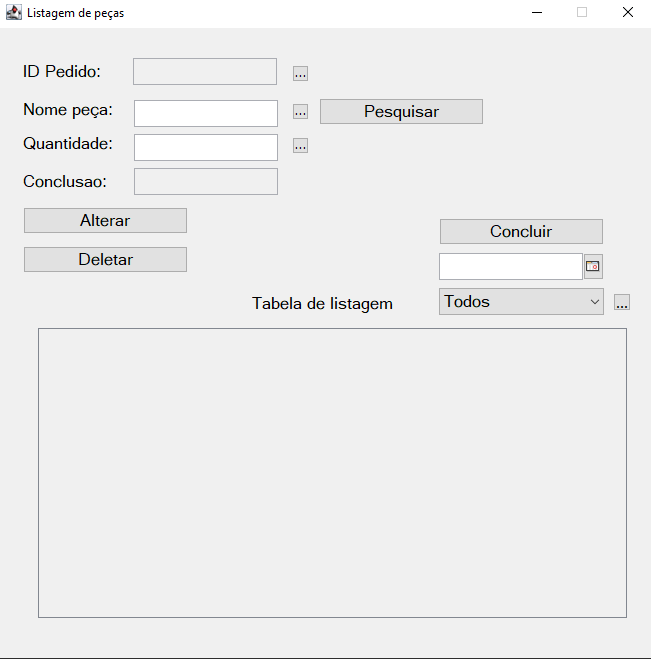 Listagem de peças
ID Pedido:
...
Nome peça:
...
Pesquisar
Quantidade:
...
Conclusao:
Alterar
Concluir
Deletar
Tabela de listagem
Todos
...